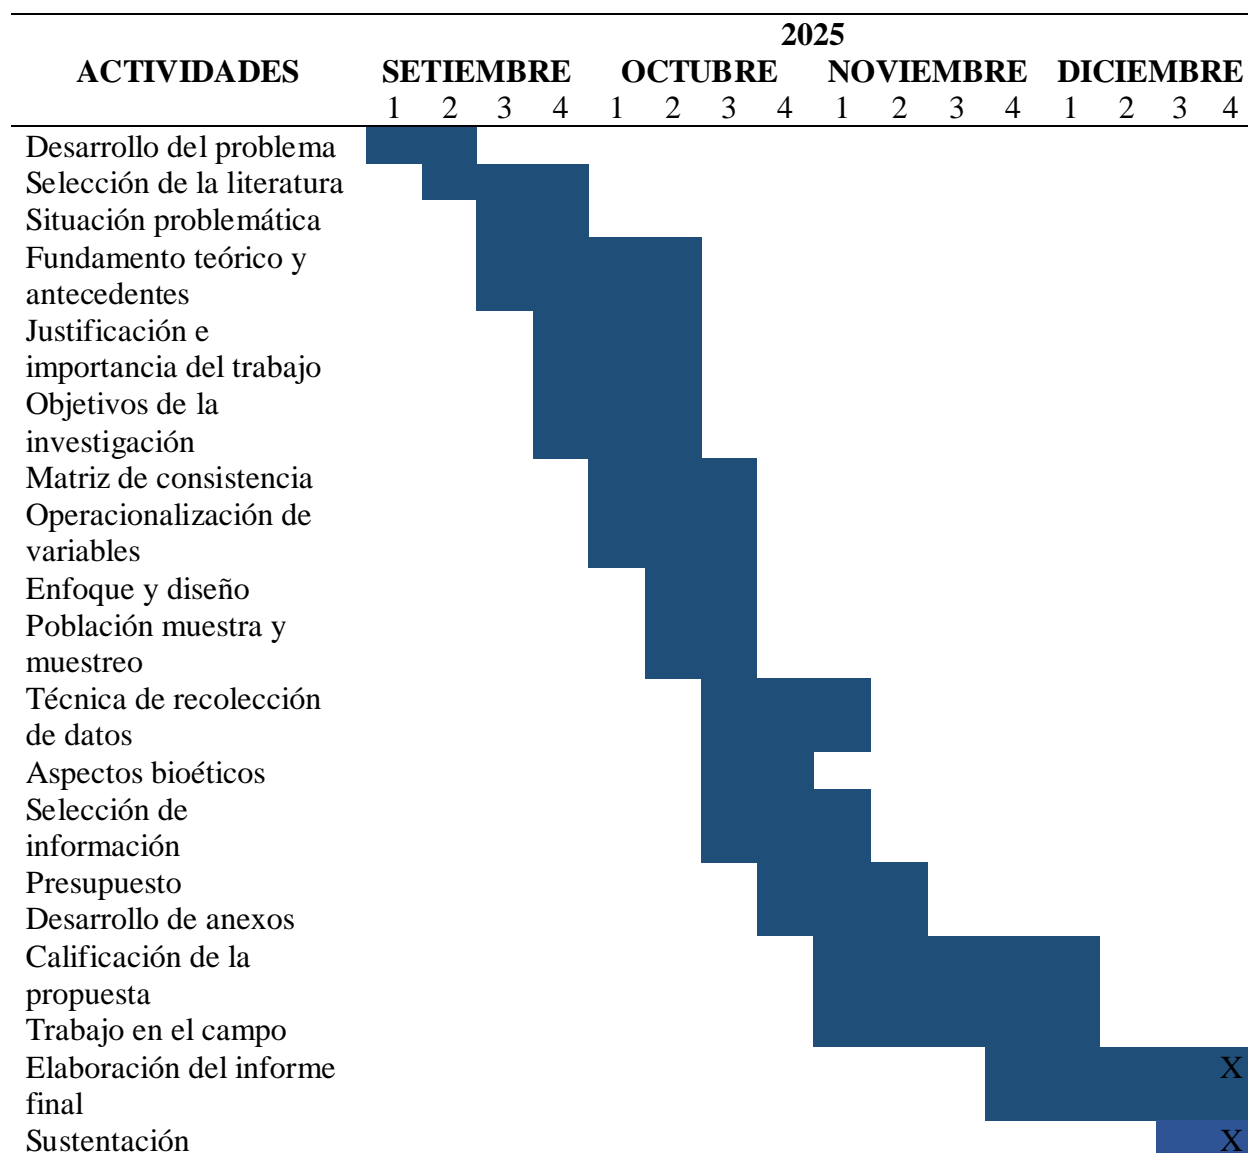 2025
ACTIVIDADES SETIEMBRE OCTUBRE NOVIEMBRE DICIEMBRE
1 2 3 4 1 2 3 4 1 2 3 4 1 2 3 4
Desarrollo del problema
Selección de la literatura
Situación problemática
Fundamento teórico y
antecedentes
Justificación e
importancia del trabajo
Objetivos de la
investigación
Matriz de consistencia
Operacionalización de
variables
Enfoque y diseño
Población muestra y
muestreo
Técnica de recolección
de datos
Aspectos bioéticos
Selección de
información
Presupuesto
Desarrollo de anexos
Calificación de la
propuesta
Trabajo en el campo
Elaboración del informe X
final
Sustentación X